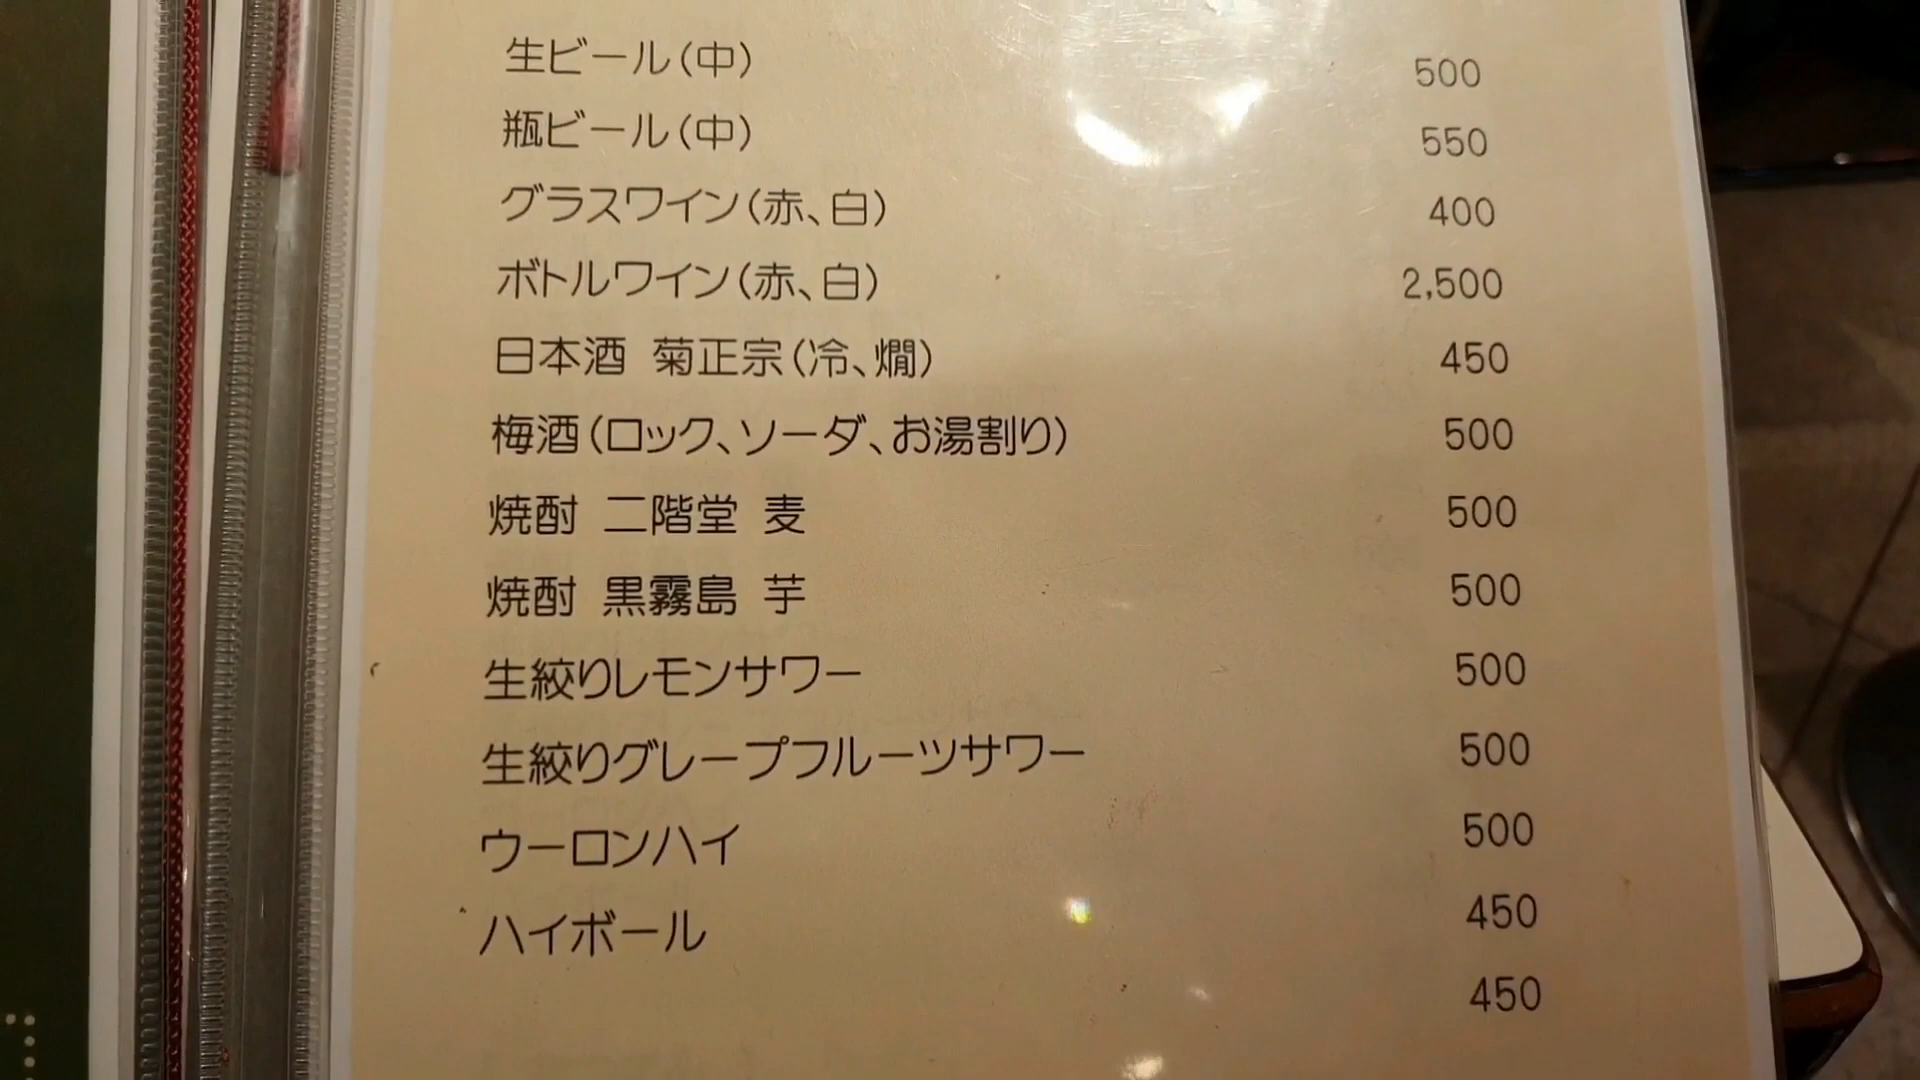 生ビール(中) 500
瓶ビール(中) 550
グラスワイン(赤、白) 400
ボトルワイン(赤、白) 2,500
日本酒 菊正宗(冷、燗) 450
梅酒(ロック、ソーダ、お湯割り) 500
焼酎 二階堂 麦 500
焼酎 黒霧島 芋 500
生絞りレモンサワー 500
生絞りグレープフルーツサワー 500
ウーロンハイ 500
ハイボール 450
450